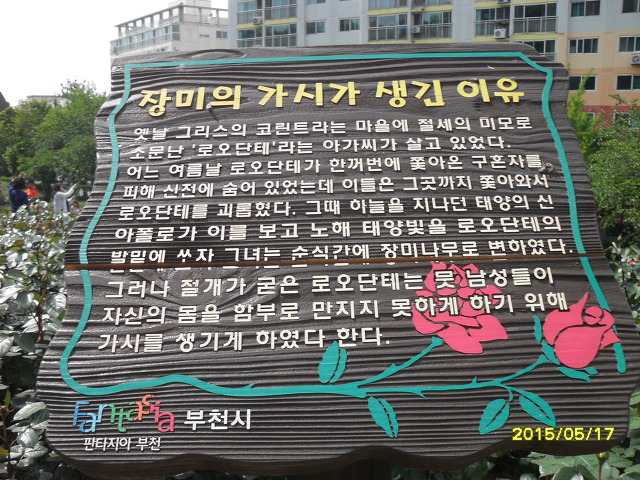 장미의 가시가 생긴 이유
옛날 그리스의 코린트라는 마을에 절세의 미모로
소문난 '로오단테'라는 아가씨가 살고 있었다.
어느 여름날 로오단테가 한꺼번에 쫓아온 구혼자를
피해 신전에 숨어 있었는데 이들은 그곳까지 쫓아와서
로오단테를 괴롭혔다. 그때 하늘을 지나던 태양의 신
아폴로가 이를 보고 노해 태양빛을 로오단테의
발밑에 쏘자 그녀는 순식간에 장미나무로 변하였다.
그러나 절개가 굳은 로오단테는 뭇 남성들이
자신의 몸을 함부로 만지지 못하게 하기 위해
가시를 생기게 하였다 한다.
Fantasia 부천시
판타지아 부천
2015/05/17